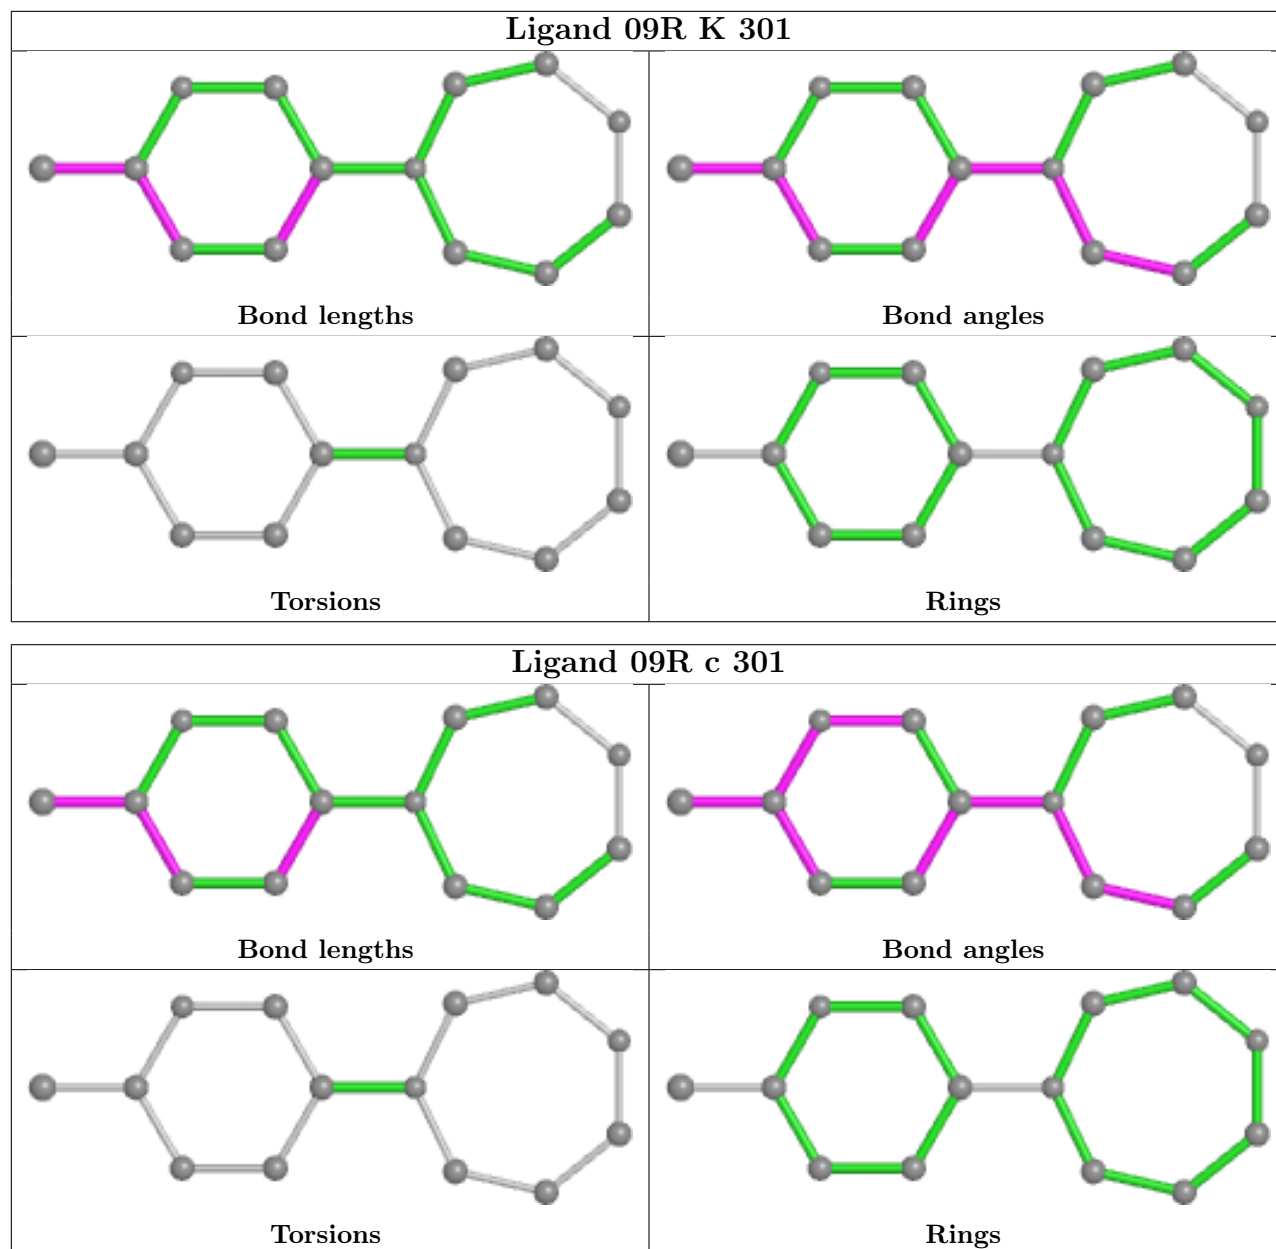 Ligand 09R K 301
Bond lengths
Bond angles
Torsions
Rings
Ligand 09R c 301
Bond lengths
Bond angles
Torsions
Rings